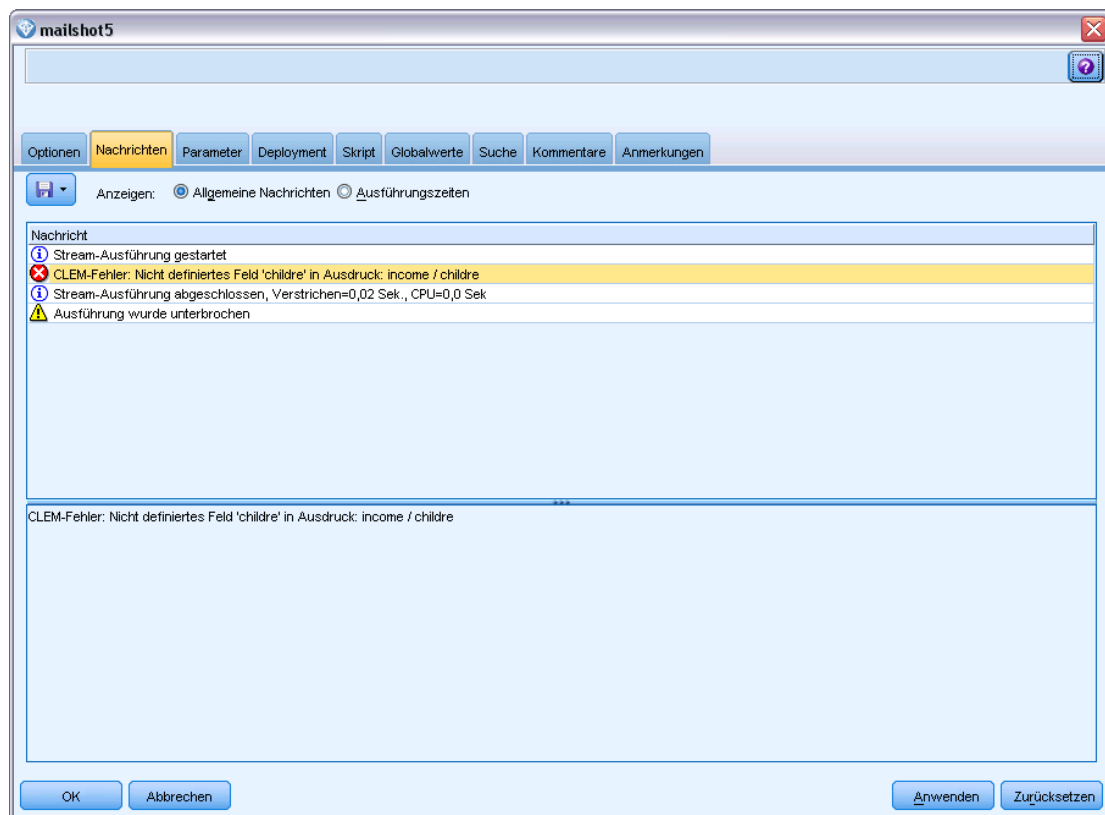 mailshot5
Optionen Nachrichten Parameter Deployment Skript Globalwerte Suche Kommentare Anmerkungen
Anzeigen: Allgemeine Nachrichten Ausführungszeiten
Nachricht
Stream-Ausführung gestartet
CLEM-Fehler: Nicht definiertes Feld 'childre' in Ausdruck: income / childre
Stream-Ausführung abgeschlossen, Verstrichen=0,02 Sek., CPU=0,0 Sek
Ausführung wurde unterbrochen
CLEM-Fehler: Nicht definiertes Feld 'childre' in Ausdruck: income / childre
OK Abbrechen Anwenden Zurücksetzen